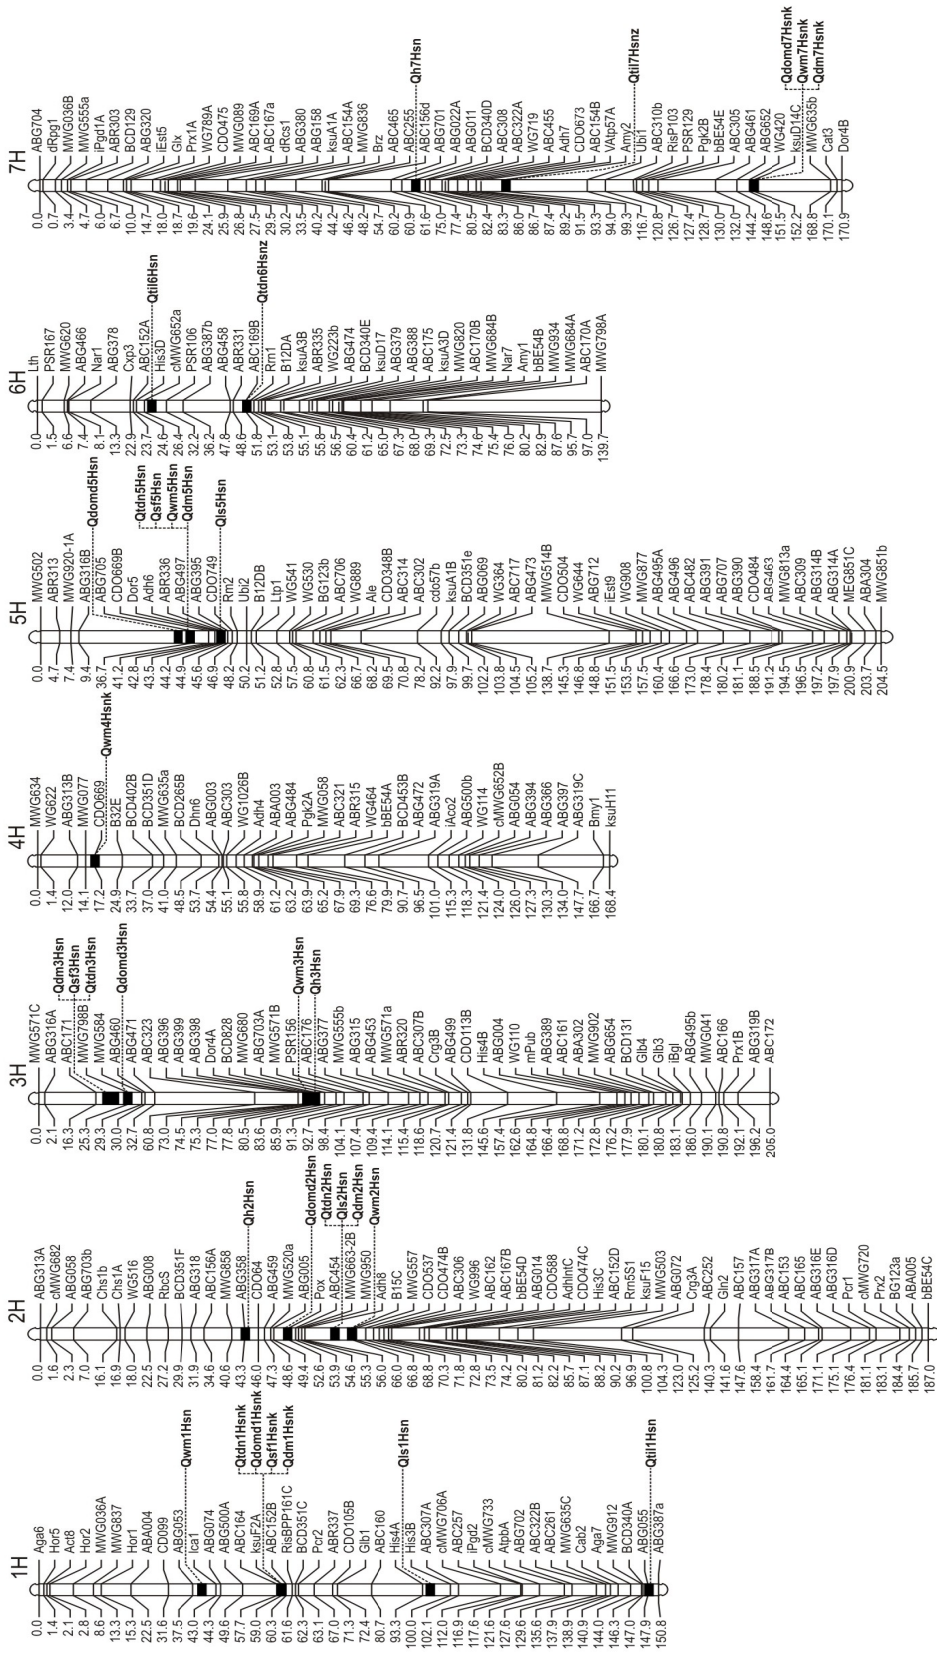 1H
0.0 Aga6
1.4 Hor5
2.1 Act8
2.8 Hor2
8.6 MWG036A
13.3 MWG837
15.3 Hor1
22.5 ABA004
31.6 CD099
37.5 ABG053
43.0 Ica1
44.3 ABG074
49.6 ABG500A
57.7 ABC164
59.0 ksuF2A
60.3 ABC152B
61.6 RisBPP161C
62.3 BCD351C
63.1 Pcr2
67.0 ABR337
71.3 CDO105B
72.4 Glb1
80.7 ABC160
93.3 His4A
100.0 His3B
102.1 ABC307A
112.0 cMWG706A
116.9 ABC257
117.6 iPgd2
121.6 cMWG733
127.6 AtpbA
129.6 ABG702
135.6 ABC322B
137.9 ABC261
138.9 MWG635C
140.9 Cab2
144.0 Aga7
146.3 MWG912
147.0 BCD340A
147.9 ABG055
150.8 ABG387a
Qwm1Hsn
Qtdn1Hsnk
Qdomd1Hsnk
Qsf1Hsnk
Qdm1Hsnk
Qls1Hsn
Qtil1Hsn
2H
0.0 ABG313A
1.6 cMWG682
2.3 ABG058
7.0 ABG703b
16.1 Chs1b
16.9 Chs1A
18.0 WG516
22.5 ABG008
27.2 RbcS
29.9 BCD351F
31.9 ABG318
34.6 ABC156A
40.6 MWG858
43.3 ABG358
46.0 CDO64
47.3 ABG459
48.6 MWG520a
49.4 ABG005
52.6 Pox
53.9 ABC454
54.6 MWG663-2B
55.3 MWG950
56.0 Adh8
66.0 B15C
68.0 MWG557
68.8 CDO537
70.3 CDO474B
71.8 ABC306
72.8 WG996
73.5 ABC162
74.2 ABC167B
80.5 bBE54D
81.2 ABG014
82.2 CDO588
85.7 AdhhtC
87.1 CDO474C
88.2 His3C
90.2 ABC152D
96.9 Rrn5S1
100.8 ksuF15
104.3 MWG503
123.0 ABG072
125.2 Crg3A
140.3 ABC252
141.6 Gln2
147.6 ABC157
158.4 ABG317A
161.7 ABG317B
164.4 ABC153
165.1 ABC165
171.1 ABG316E
175.1 ABG316D
176.4 Pcr1
181.1 cMWG720
183.1 Prx2
184.4 BG123a
185.7 ABA005
187.0 bBE54C
Qh2Hsn
Qdomd2Hsn
Qtdn2Hsn
Qls2Hsn
Qdm2Hsn
Qwm2Hsn
3H
0.0 MWG571C
2.1 ABG316A
16.3 ABC171
25.3 MWG798B
29.3 MWG584
30.0 ABG460
32.7 ABG471
60.8 ABC323
73.0 ABG396
74.5 ABG399
75.3 ABG398
77.0 Dor4A
77.8 BCD828
80.5 MWG680
83.6 ABG703A
85.9 MWG571B
91.3 PSR156
92.7 ABC176
98.4 ABG377
104.1 MWG555b
107.4 ABG315
109.4 ABG453
114.1 MWG571a
115.4 ABR320
118.6 ABC307B
120.7 Crg3B
121.4 ABG499
131.8 CDO113B
145.6 His4B
157.4 ABG004
162.6 WG110
164.8 mPub
166.4 ABG389
168.8 ABC161
171.2 ABA302
172.8 MWG902
176.2 ABG654
177.9 BCD131
180.1 Glb4
180.8 Glb3
183.1 iBgl
186.0 ABG495b
190.1 MWG041
190.8 ABC166
192.1 Prx1B
196.2 ABG319B
206.0 ABC172
Qdm3Hsn
Qsf3Hsn
Qtdn3Hsn
Qdomd3Hsn
Qwm3Hsn
Qh3Hsn
4H
0.0 MWG634
1.4 WG622
12.0 ABG313B
14.1 MWG077
17.2 CDO669
24.9 B32E
33.7 BCD402B
37.0 BCD351D
41.0 MWG635a
48.5 BCD265B
53.7 Dhn6
54.4 ABG003
55.1 ABC303
55.8 WG1026B
58.9 Adh4
61.2 ABA003
63.2 ABG484
63.9 Pgk2A
65.2 MWG058
67.9 ABC321
69.3 ABR315
76.6 WG464
79.9 bBE54A
90.7 BCD453B
96.5 ABG472
101.0 ABG319A
115.3 iAco2
118.3 ABG500b
121.4 WG114
124.0 cMWG652B
126.0 ABG054
127.3 ABG394
130.3 ABG366
134.0 ABG397
147.7 ABG319C
166.7 Bmy1
168.4 ksuH11
Qwm4Hsnk
5H
0.0 MWG502
4.7 ABR313
7.4 MWG920-1A
9.4 ABG316B
36.7 ABG705
41.2 CDO669B
42.8 Dor5
43.5 Adh6
44.2 ABR336
44.9 ABG497
45.6 ABG395
46.9 CDO749
48.2 Rrn2
50.2 Ubi2
51.2 B12DB
52.8 Ltp1
57.5 WG541
60.8 WG530
61.5 BG123b
62.3 ABC706
66.7 WG889
68.2 Ale
69.5 CDO348B
70.8 ABC314
78.2 ABC302
92.2 cdo57b
97.9 ksuA1B
99.7 BCD351e
102.2 ABG069
103.8 WG364
104.5 ABC717
105.2 ABG473
138.7 MWG514B
145.3 CDO504
146.8 WG644
148.8 ABG712
151.5 iEst9
153.5 WG908
157.5 MWG877
160.4 ABG495A
166.6 ABG496
173.0 ABC482
178.4 ABG391
180.2 ABG707
181.1 ABG390
188.5 CDO484
191.2 ABG463
194.5 MWG813a
196.5 ABC309
197.2 ABG314B
197.9 ABG314A
200.9 MEG851C
203.7 ABA304
204.5 MWG851b
Qdomd5Hsn
Qtdn5Hsn
Qsf5Hsn
Qwm5Hsn
Qdm5Hsn
Qls5Hsn
6H
0.0 Lth
1.5 PSR167
6.6 MWG620
7.4 ABG466
8.1 Nar1
13.3 ABG378
22.9 Cxp3
23.7 ABC152A
24.6 His3D
26.4 cMWG652a
32.2 PSR106
36.2 ABG387b
47.8 ABG458
48.6 ABR331
51.8 ABC169B
53.1 Rrn1
53.8 B12DA
55.1 ksuA3B
55.8 ABR335
56.5 WG223b
60.4 ABG474
61.2 BCD340E
65.0 ksuD17
67.3 ABG379
68.0 ABG388
69.3 ABC175
72.5 ksuA3D
73.3 MWG820
74.6 ABC170B
75.4 MWG684B
76.0 Nar7
80.2 Amy1
82.9 bBE54B
87.6 MWG934
95.7 MWG684A
97.0 ABC170A
139.7 MWG798A
Qtil6Hsn
Qtdn6Hsnz
7H
0.0 ABG704
0.7 dRpg1
3.4 MWG036B
4.7 MWG555a
6.0 iPgd1A
6.7 ABR303
10.0 BCD129
14.7 ABG320
18.0 iEst5
18.7 Glx
19.6 Prx1A
24.1 WG789A
25.9 CDO475
26.8 MWG089
27.5 ABC169A
29.5 ABC167a
30.2 dRcs1
33.5 ABG380
40.2 ABG158
44.2 ksuA1A
46.2 ABC154A
48.2 MWG836
54.7 Brz
60.2 ABC465
60.9 ABC255
61.6 ABC156d
75.0 ABG701
77.4 ABG022A
80.5 ABG011
82.4 BCD340D
83.3 ABC308
86.0 ABC322A
86.7 WG719
87.4 ABC455
89.2 Adh7
91.5 CDO673
93.3 ABC154B
94.0 VAtp57A
99.3 Amy2
116.7 Ubi1
120.8 ABC310b
126.7 RisP103
127.4 PSR129
128.7 Pgk2B
130.0 bBE54E
132.0 ABC305
144.2 ABG461
148.6 ABG652
151.5 WG420
152.2 ksuD14C
168.8 MWG635b
170.1 Cat3
170.9 Dor4B
Qh7Hsn
Qtil7Hsnz
Qdomd7Hsnk
Qwm7Hsnk
Qdm7Hsnk